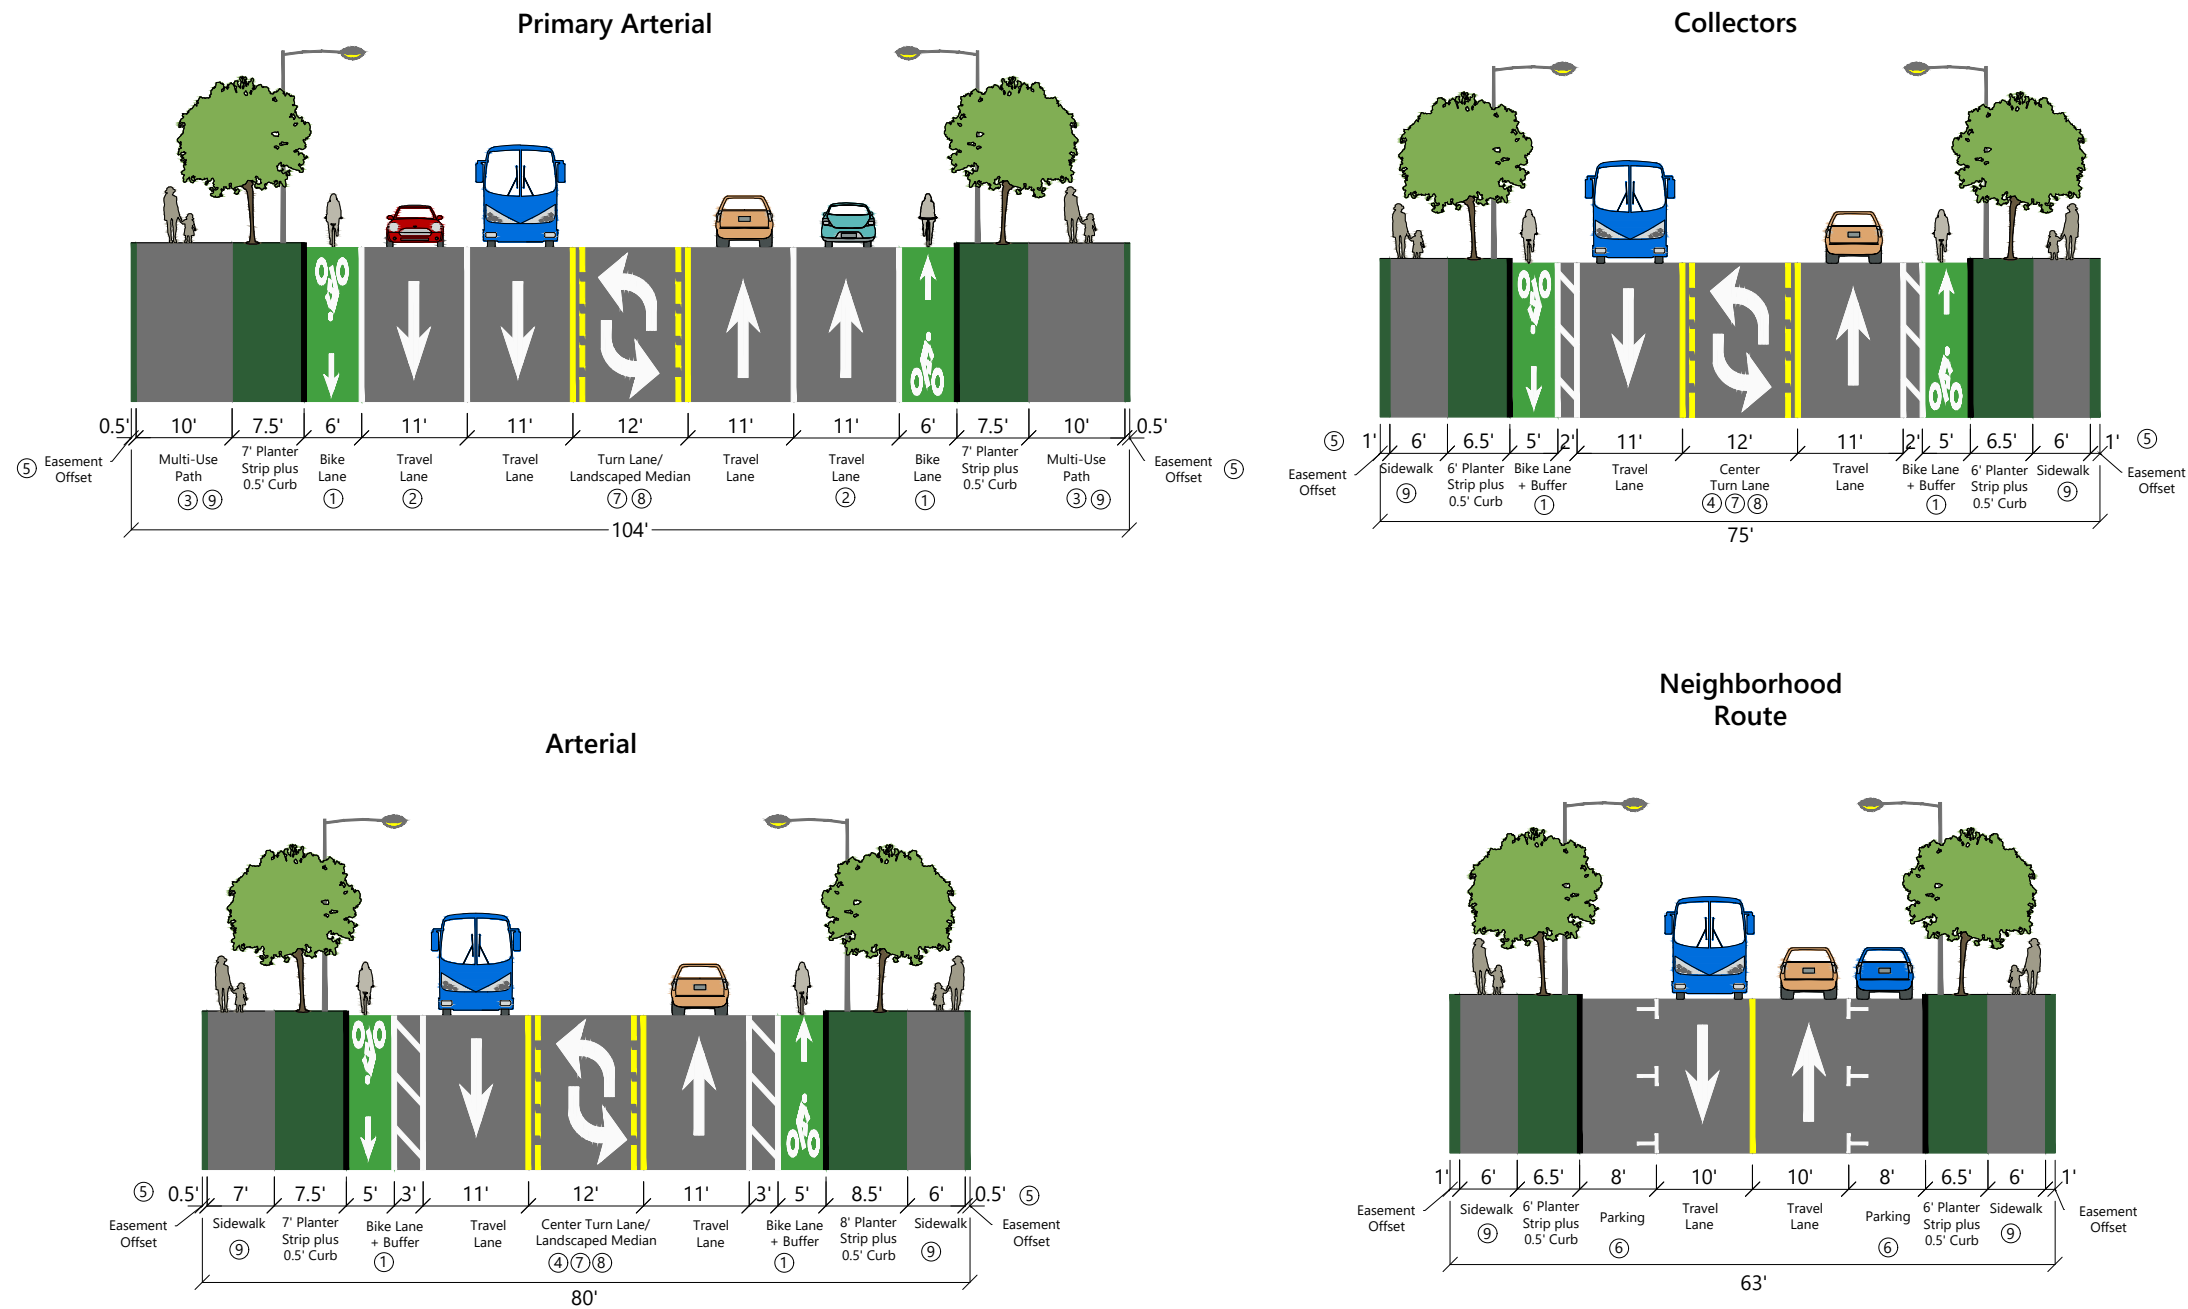 Primary Arterial
0.5' 10' 7.5' 6' 11' 11' 12' 11' 11' 6' 7.5' 10' 0.5'
⑤ Easement Offset
Multi-Use Path ③ ⑨
7' Planter Strip plus 0.5' Curb
Bike Lane ①
Travel Lane ②
Travel Lane
Turn Lane/ Landscaped Median ⑦ ⑧
Travel Lane
Travel Lane ②
Bike Lane ①
7' Planter Strip plus 0.5' Curb
Multi-Use Path ③ ⑨
Easement Offset ⑤
104'
Collectors
⑤ 1' 6' 6.5' 5' 2' 11' 12' 11' 2' 5' 6.5' 6' 1' ⑤
Easement Offset
Sidewalk ⑨
6' Planter Strip plus 0.5' Curb
Bike Lane + Buffer ①
Travel Lane
Center Turn Lane ④ ⑦ ⑧
Travel Lane
Bike Lane + Buffer ①
6' Planter Strip plus 0.5' Curb
Sidewalk ⑨
Easement Offset
75'
Arterial
⑤ 0.5' 7' 7.5' 5' 3' 11' 12' 11' 3' 5' 8.5' 6' 0.5' ⑤
Easement Offset
Sidewalk ⑨
7' Planter Strip plus 0.5' Curb
Bike Lane + Buffer ①
Travel Lane
Center Turn Lane/ Landscaped Median ④ ⑦ ⑧
Travel Lane
Bike Lane + Buffer ①
8' Planter Strip plus 0.5' Curb
Sidewalk ⑨
Easement Offset
80'
Neighborhood
Route
1' 6' 6.5' 8' 10' 10' 8' 6.5' 6' 1'
Easement Offset
Sidewalk ⑨
6' Planter Strip plus 0.5' Curb
Parking ⑥
Travel Lane
Travel Lane
Parking ⑥
6' Planter Strip plus 0.5' Curb
Sidewalk ⑨
Easement Offset
63'